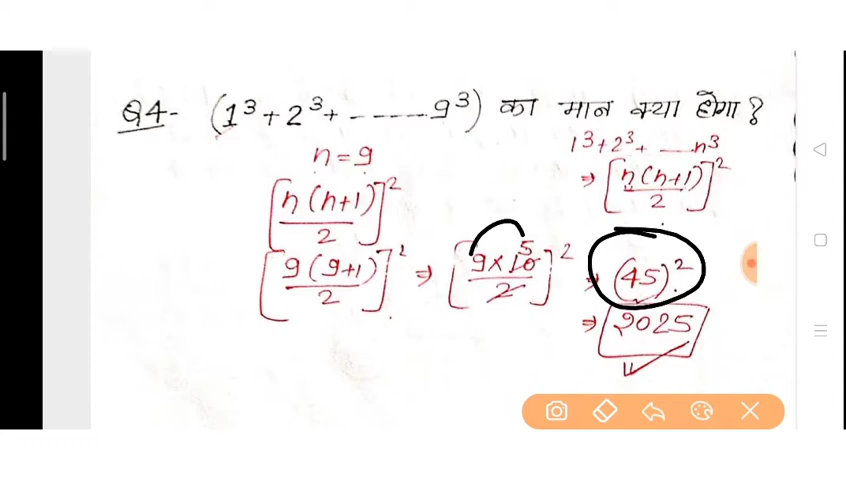 Q4- (1³ + 2³ + ------ 9³) का मान क्या होगा ?
1³ + 2³ + ---- n³
n = 9
⇒ [n(n+1)/2]²
[n(n+1)/2]²
[9(9+1)/2]² ⇒ [9×10/2]² 5 ⇒ (45)²
⇒ 2025